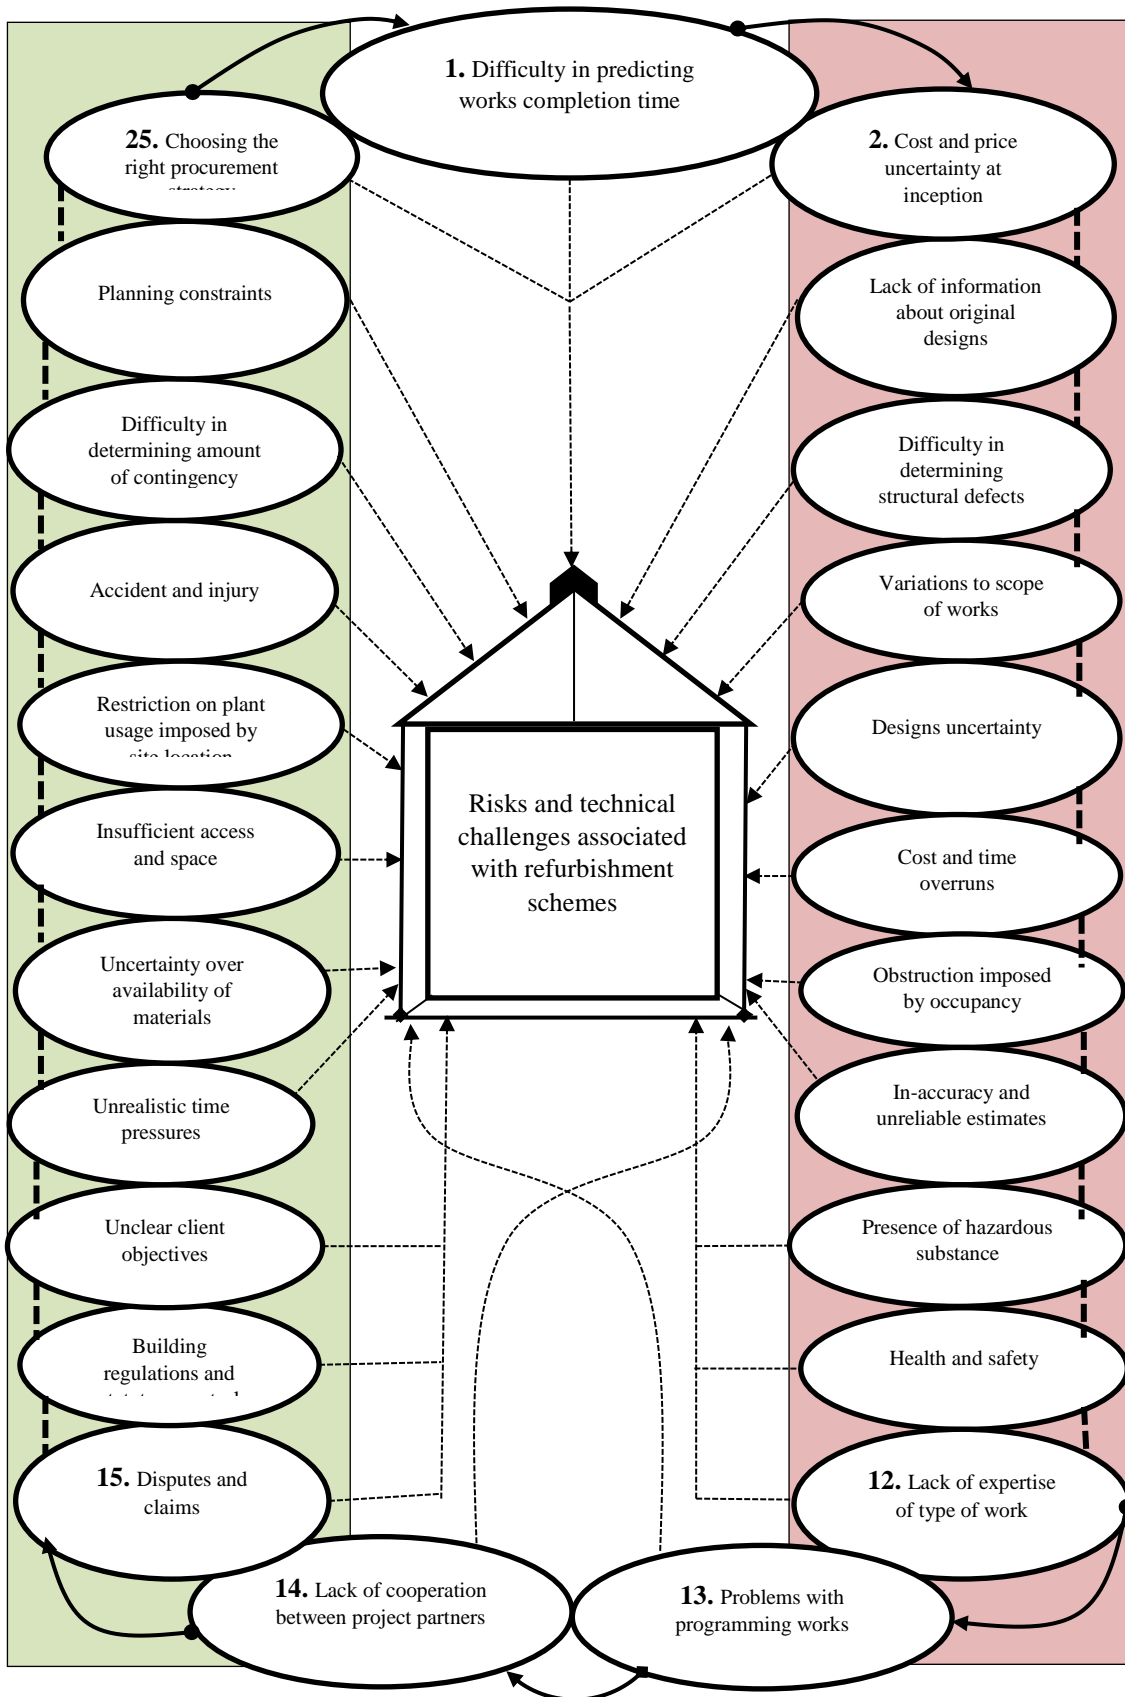 1. Difficulty in predicting
works completion time
25. Choosing the
right procurement
strategy
2. Cost and price
uncertainty at
inception
Planning constraints
Lack of information
about original
designs
Difficulty in
determining amount
of contingency
Difficulty in
determining
structural defects
Accident and injury
Variations to scope
of works
Restriction on plant
usage imposed by
site location
Designs uncertainty
Risks and technical
challenges associated
with refurbishment
schemes
Insufficient access
and space
Cost and time
overruns
Uncertainty over
availability of
materials
Obstruction imposed
by occupancy
Unrealistic time
pressures
In-accuracy and
unreliable estimates
Unclear client
objectives
Presence of hazardous
substance
Building
regulations and
Health and safety
15. Disputes and
claims
12. Lack of expertise
of type of work
14. Lack of cooperation
between project partners
13. Problems with
programming works